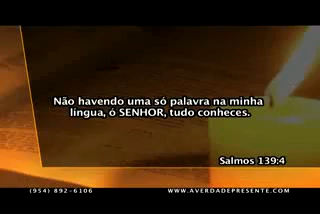 Não havendo uma só palavra na minha
língua, ó SENHOR, tudo conheces.
Salmos 139:4
(954) 892-6106
WWW.AVERDADEPRESENTE.COM